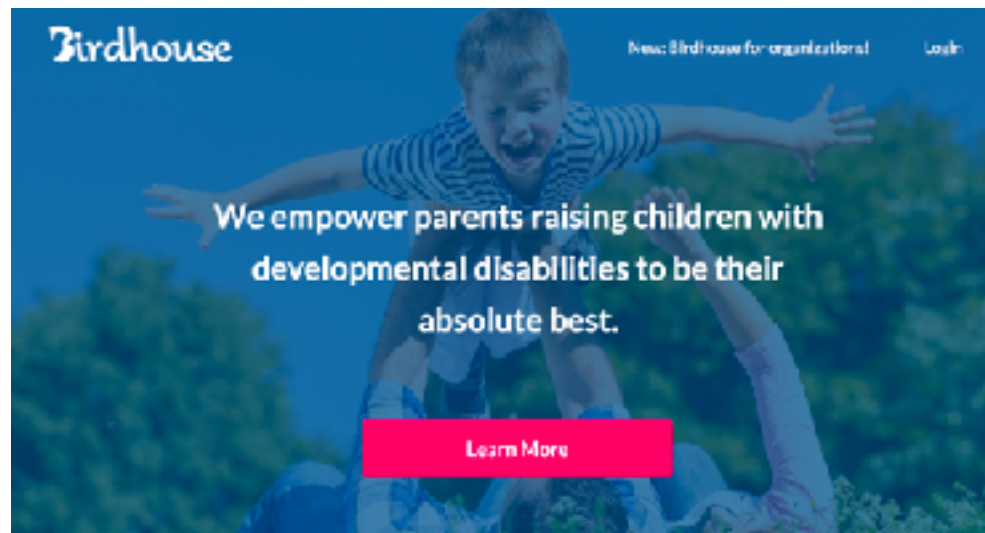 Birdhouse
New: Birdhouse for organizations! Login
We empower parents raising children with
developmental disabilities to be their
absolute best.
Learn More